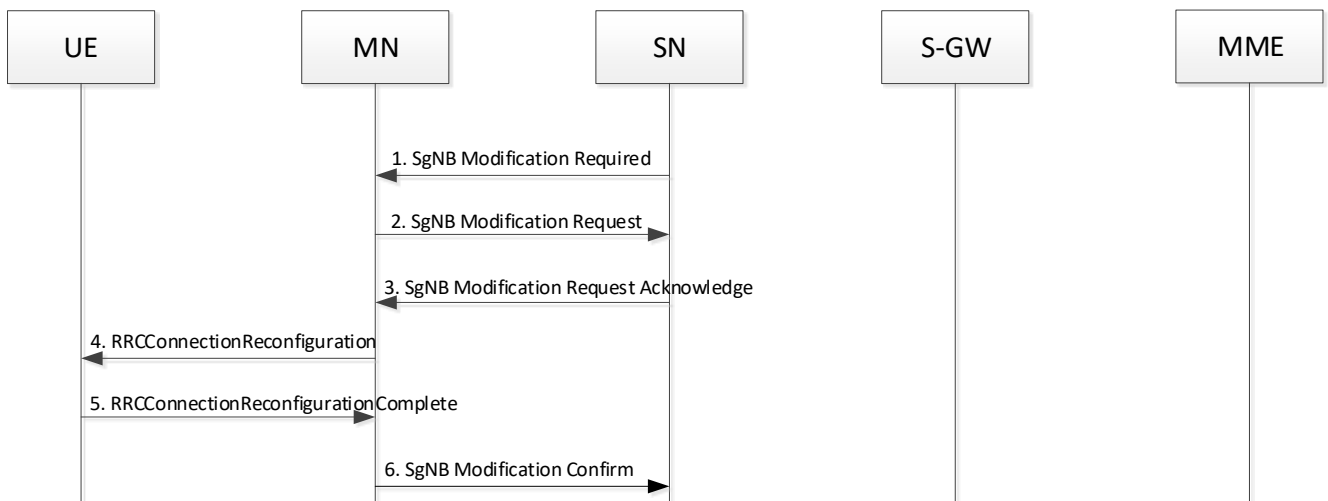 UE
MN
SN
S-GW
MME
1. SgNB Modification Required
2. SgNB Modification Request
3. SgNB Modification Request Acknowledge
4. RRCConnectionReconfiguration
5. RRCConnectionReconfigurationComplete
6. SgNB Modification Confirm